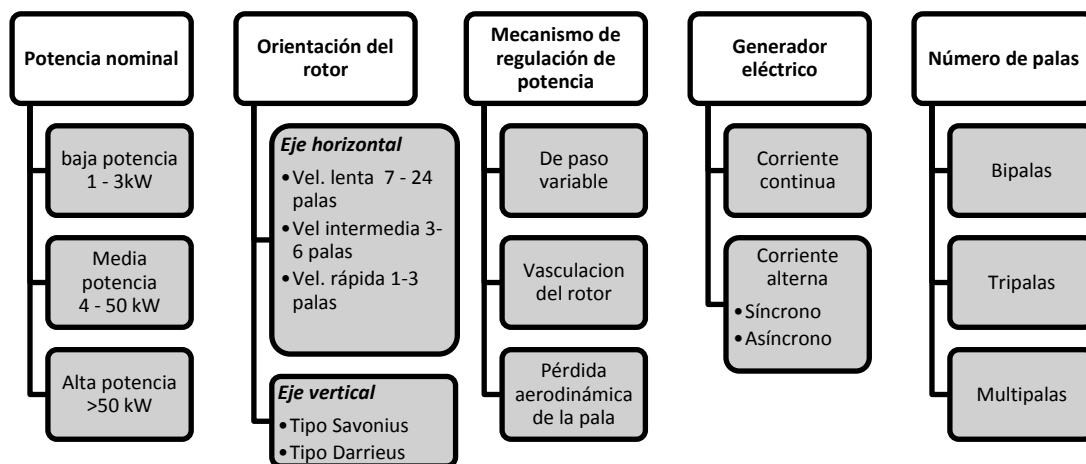 Potencia nominal
baja potencia
1 - 3kW
Media
potencia
4 - 50 kW
Alta potencia
>50 kW
Orientación del
rotor
Eje horizontal
•Vel. lenta 7 - 24
palas
•Vel intermedia 3-
6 palas
•Vel. rápida 1-3
palas
Eje vertical
•Tipo Savonius
•Tipo Darrieus
Mecanismo de
regulación de
potencia
De paso
variable
Vasculacion
del rotor
Pérdida
aerodinámica
de la pala
Generador
eléctrico
Corriente
continua
Corriente
alterna
•Síncrono
•Asíncrono
Número de palas
Bipalas
Tripalas
Multipalas